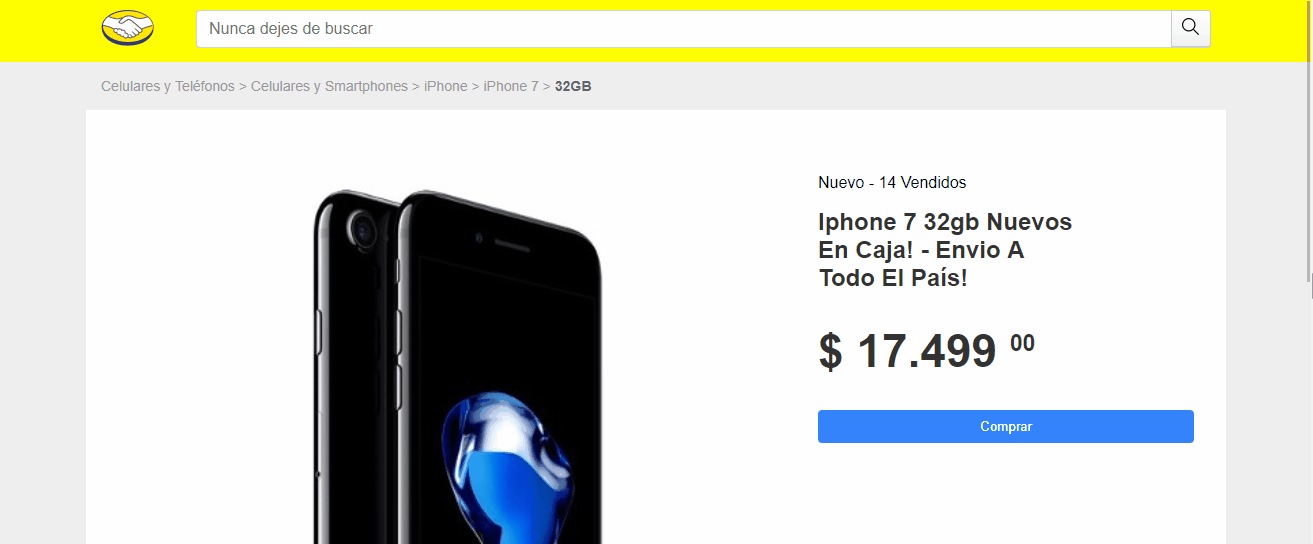 Nunca dejes de buscar
Celulares y Teléfonos > Celulares y Smartphones > iPhone > iPhone 7 > 32GB
Nuevo - 14 Vendidos
Iphone 7 32gb Nuevos
En Caja! - Envio A
Todo El País!
$ 17.499 00
Comprar